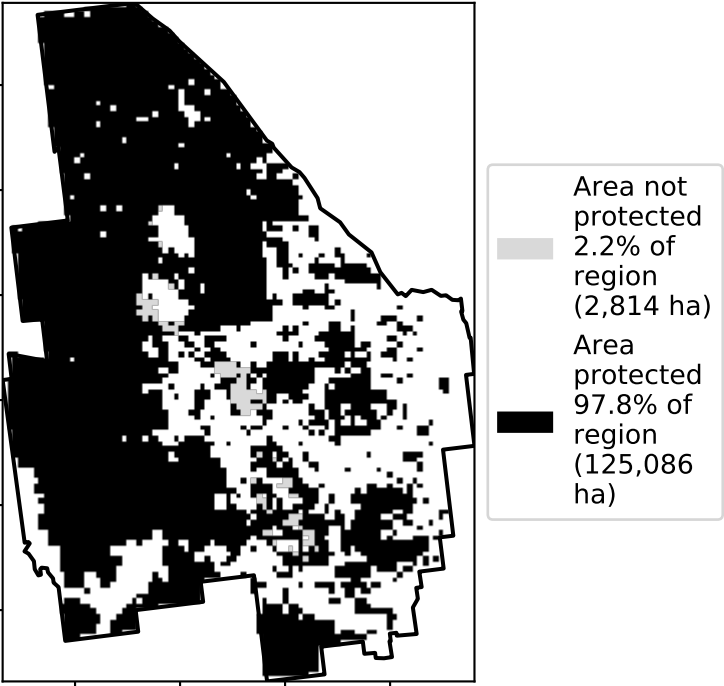 Area not
protected
2.2% of
region
(2,814 ha)
Area
protected
97.8% of
region
(125,086
ha)